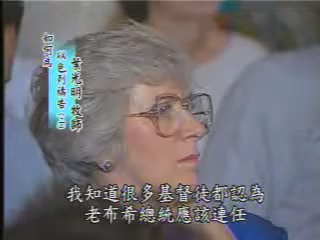 如何為
以色列禱告(二)
葉光明 牧師
我知道很多基督徒都認為
老布希總統應該連任